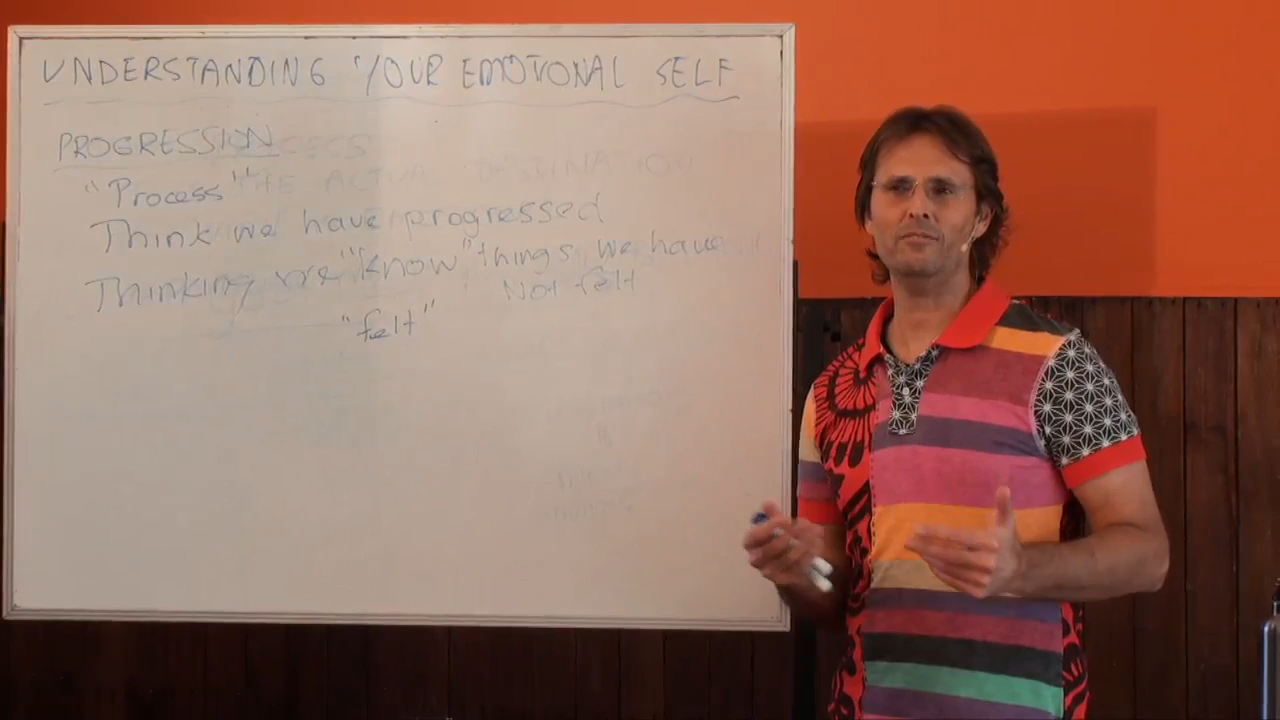 UNDERSTANDING YOUR EMOTIONAL SELF
PROGRESSION
"Process"
Think we have progressed
Thinking we "know" things we have
Not felt
"felt"